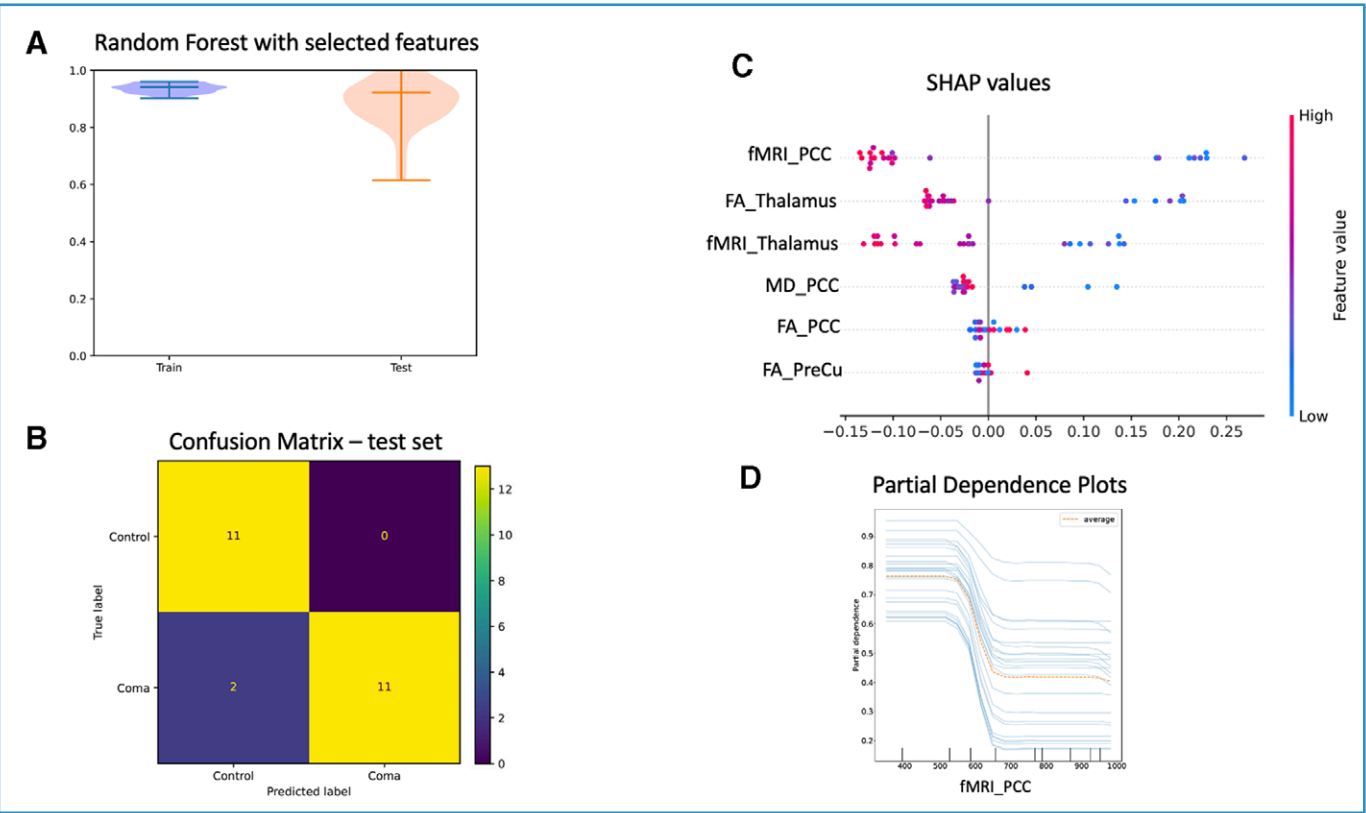 A
Random Forest with selected features
1.0
0.8
0.6
0.4
0.2
0.0
Train
Test
B
Confusion Matrix – test set
True label
Control
Coma
11
0
2
11
Control
Coma
Predicted label
12
10
8
6
4
2
0
C
SHAP values
fMRI_PCC
FA_Thalamus
fMRI_Thalamus
MD_PCC
FA_PCC
FA_PreCu
−0.15 −0.10 −0.05 0.00 0.05 0.10 0.15 0.20 0.25
High
Feature value
Low
D
Partial Dependence Plots
average
Partial dependence
0.9
0.8
0.7
0.6
0.5
0.4
0.3
0.2
400 500 600 700 800 900 1000
fMRI_PCC